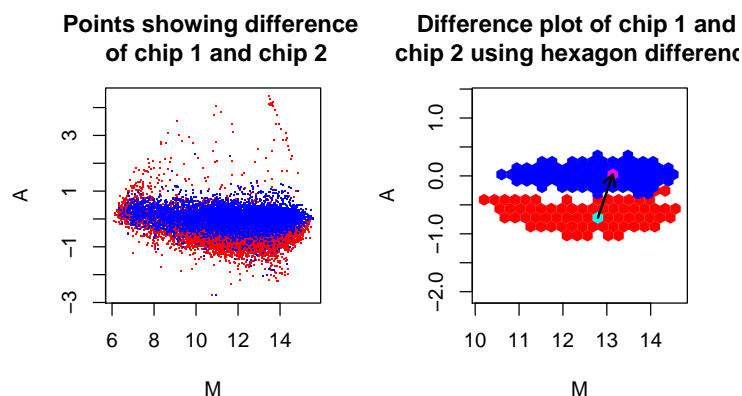 Points showing difference
of chip 1 and chip 2
3
1
−1
−3
A
6 8 10 12 14
M
Difference plot of chip 1 and
chip 2 using hexagon differenc
1.0
0.0
−1.0
−2.0
A
10 11 12 13 14
M